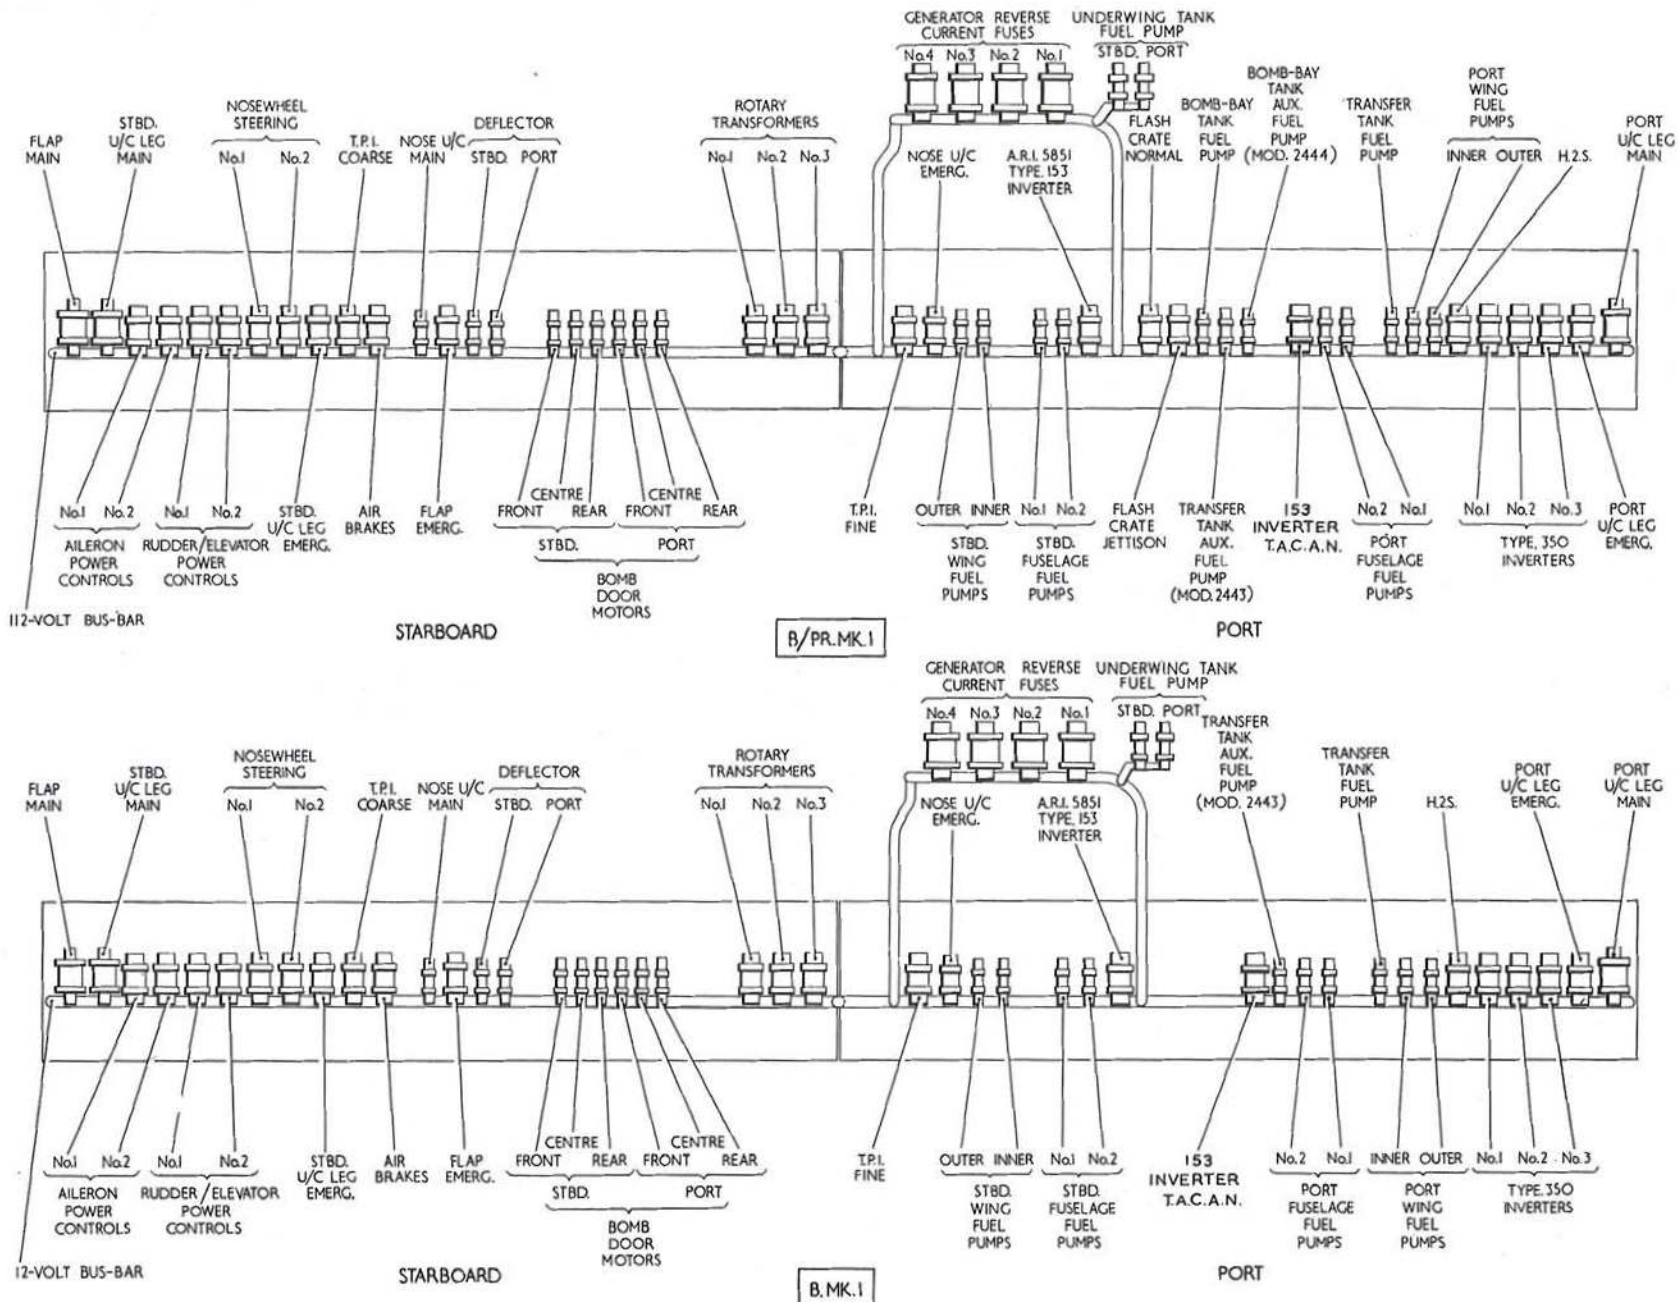 GENERATOR REVERSE
CURRENT FUSES
No.4 No.3 No.2 No.1
UNDERWING TANK
FUEL PUMP
STBD. PORT
FLAP
MAIN
STBD.
U/C LEG
MAIN
NOSEWHEEL
STEERING
No.1 No.2
T.P.I.
COARSE
NOSE U/C
MAIN
DEFLECTOR
STBD. PORT
ROTARY
TRANSFORMERS
No.1 No.2 No.3
NOSE U/C
EMERG.
A.R.I. 5851
TYPE. 153
INVERTER
FLASH
CRATE
NORMAL
BOMB-BAY
TANK
FUEL
PUMP
BOMB-BAY
TANK
AUX.
FUEL
PUMP
(MOD. 2444)
TRANSFER
TANK
FUEL
PUMP
PORT
WING
FUEL
PUMPS
INNER OUTER
H.2.S.
PORT
U/C LEG
MAIN
No.1 No.2
AILERON
POWER
CONTROLS
No.1 No.2
RUDDER/ELEVATOR
POWER
CONTROLS
STBD.
U/C LEG
EMERG.
AIR
BRAKES
FLAP
EMERG.
CENTRE
FRONT REAR
STBD.
CENTRE
FRONT REAR
PORT
BOMB
DOOR
MOTORS
T.P.I.
FINE
OUTER INNER
STBD.
WING
FUEL
PUMPS
No.1 No.2
STBD.
FUSELAGE
FUEL
PUMPS
FLASH
CRATE
JETTISON
TRANSFER
TANK
AUX.
FUEL
PUMP
(MOD. 2443)
153
INVERTER
T.A.C.A.N.
No.2 No.1
PORT
FUSELAGE
FUEL
PUMPS
No.1 No.2 No.3
TYPE, 350
INVERTERS
PORT
U/C LEG
EMERG.
112-VOLT BUS-BAR
STARBOARD
B/PR.MK.1
PORT
GENERATOR REVERSE
CURRENT FUSES
No.4 No.3 No.2 No.1
UNDERWING TANK
FUEL PUMP
STBD. PORT
FLAP
MAIN
STBD.
U/C LEG
MAIN
NOSEWHEEL
STEERING
No.1 No.2
T.P.I.
COARSE
NOSE U/C
MAIN
DEFLECTOR
STBD. PORT
ROTARY
TRANSFORMERS
No.1 No.2 No.3
NOSE U/C
EMERG.
A.R.I. 5851
TYPE, 153
INVERTER
TRANSFER
TANK
AUX.
FUEL
PUMP
(MOD. 2443)
TRANSFER
TANK
FUEL
PUMP
H.2S.
PORT
U/C LEG
EMERG.
PORT
U/C LEG
MAIN
No.1 No.2
AILERON
POWER
CONTROLS
No.1 No.2
RUDDER/ELEVATOR
POWER
CONTROLS
STBD.
U/C LEG
EMERG.
AIR
BRAKES
FLAP
EMERG.
CENTRE
FRONT REAR
STBD.
CENTRE
FRONT REAR
PORT
BOMB
DOOR
MOTORS
T.P.I.
FINE
OUTER INNER
STBD.
WING
FUEL
PUMPS
No.1 No.2
STBD.
FUSELAGE
FUEL
PUMPS
153
INVERTER
T.A.C.A.N.
No.2 No.1
PORT
FUSELAGE
FUEL
PUMPS
INNER OUTER
PORT
WING
FUEL
PUMPS
No.1 No.2 No.3
TYPE. 350
INVERTERS
12-VOLT BUS-BAR
STARBOARD
B. MK.1
PORT